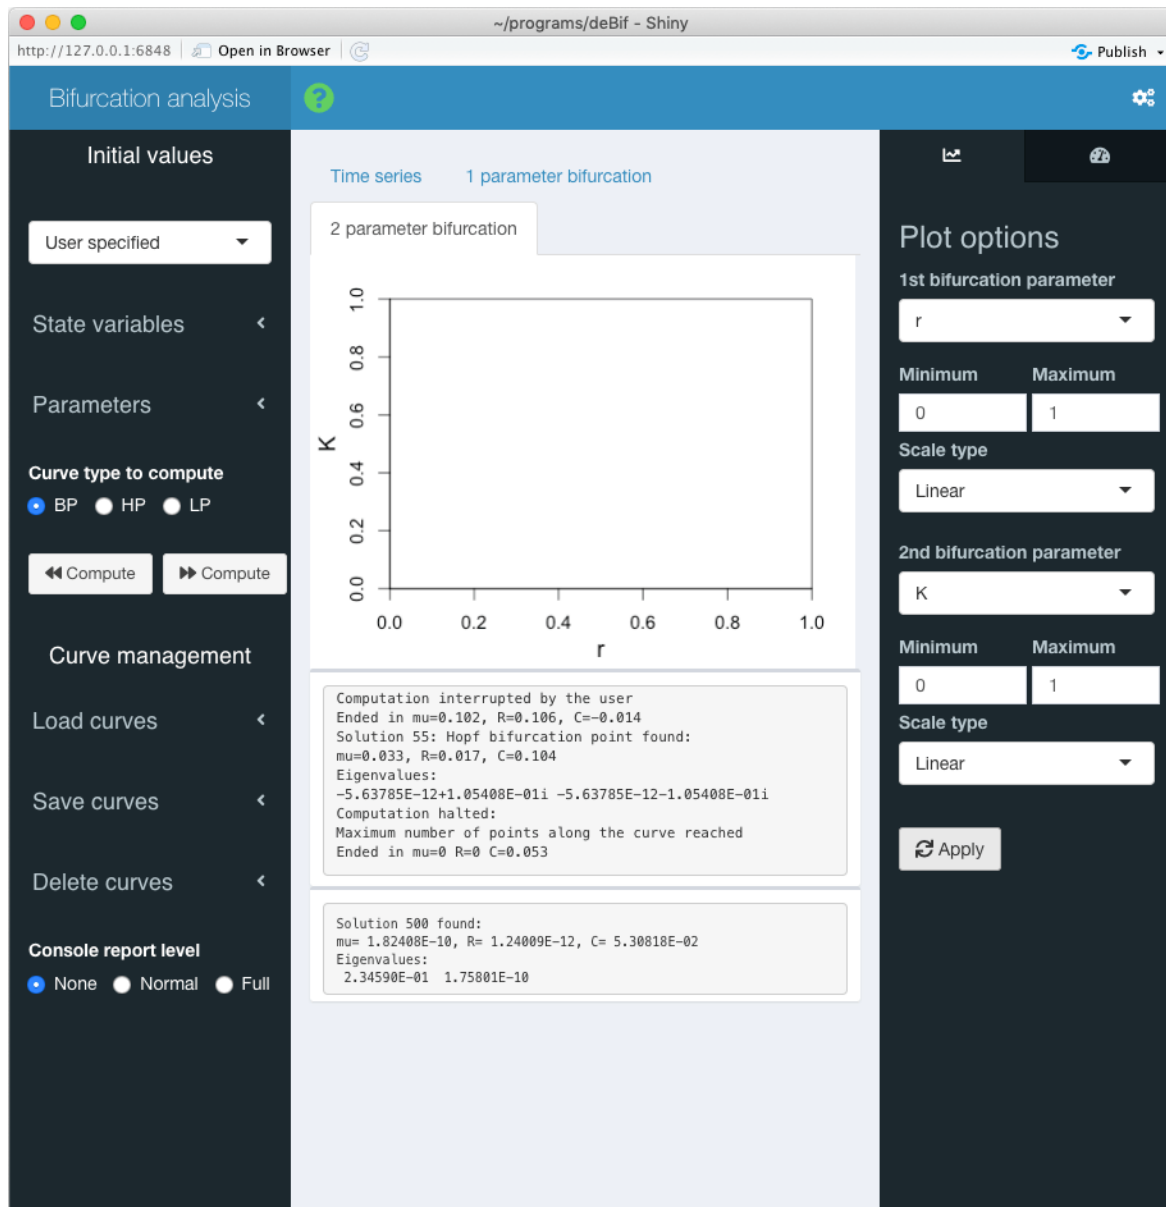 ~/programs/deBif - Shiny
http://127.0.0.1:6848 Open in Browser Publish
Bifurcation analysis ?
Initial values
User specified
State variables
Parameters
Curve type to compute
BP HP LP
Compute Compute
Curve management
Load curves
Save curves
Delete curves
Console report level
None Normal Full
Time series 1 parameter bifurcation
2 parameter bifurcation
1.0
0.8
0.6
0.4
0.2
0.0
K
0.0 0.2 0.4 0.6 0.8 1.0
r
Computation interrupted by the user
Ended in mu=0.102, R=0.106, C=-0.014
Solution 55: Hopf bifurcation point found:
mu=0.033, R=0.017, C=0.104
Eigenvalues:
-5.63785E-12+1.05408E-01i -5.63785E-12-1.05408E-01i
Computation halted:
Maximum number of points along the curve reached
Ended in mu=0 R=0 C=0.053
Solution 500 found:
mu= 1.82408E-10, R= 1.24009E-12, C= 5.30818E-02
Eigenvalues:
2.34590E-01 1.75801E-10
Plot options
1st bifurcation parameter
r
Minimum Maximum
0 1
Scale type
Linear
2nd bifurcation parameter
K
Minimum Maximum
0 1
Scale type
Linear
Apply